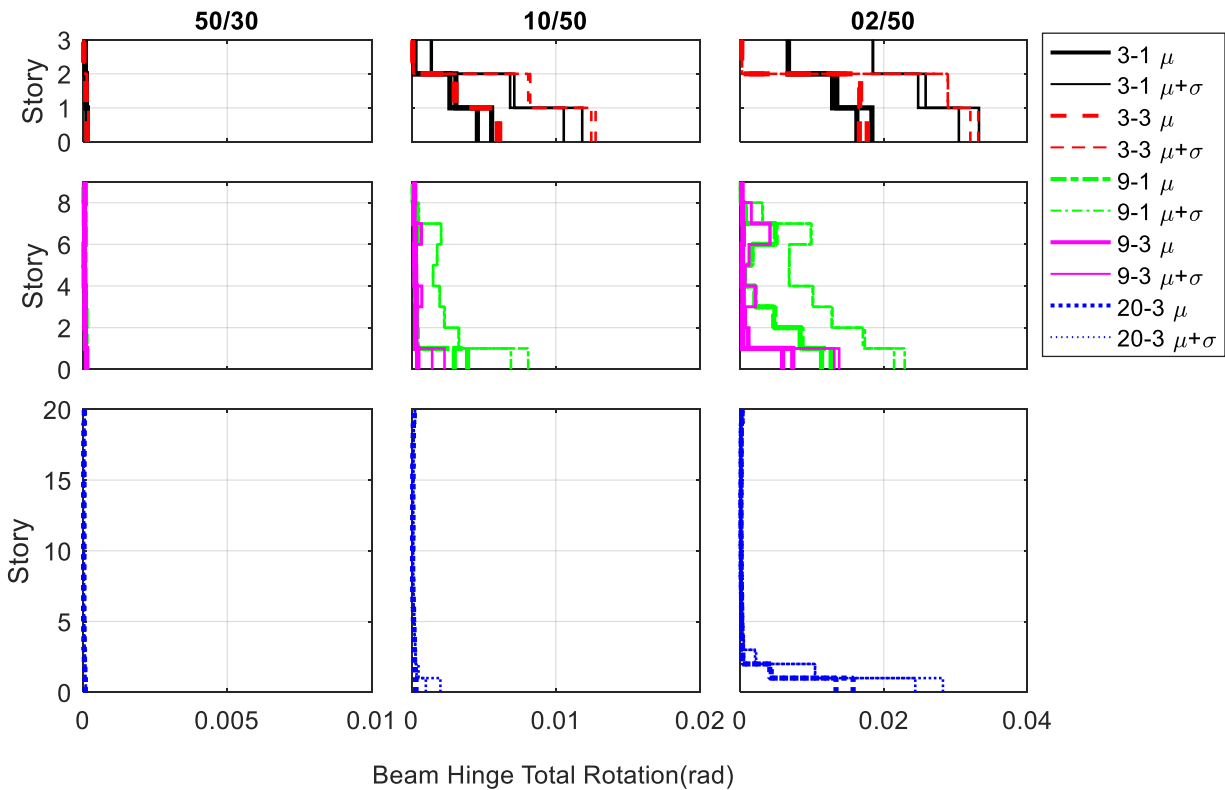 50/30 10/50 02/50
Story
3
2
1
0
Story
8
6
4
2
0
Story
20
15
10
5
0
0 0.005 0.01 0 0.01 0.02 0 0.02 0.04
Beam Hinge Total Rotation(rad)
3-1 μ
3-1 μ+σ
3-3 μ
3-3 μ+σ
9-1 μ
9-1 μ+σ
9-3 μ
9-3 μ+σ
20-3 μ
20-3 μ+σ